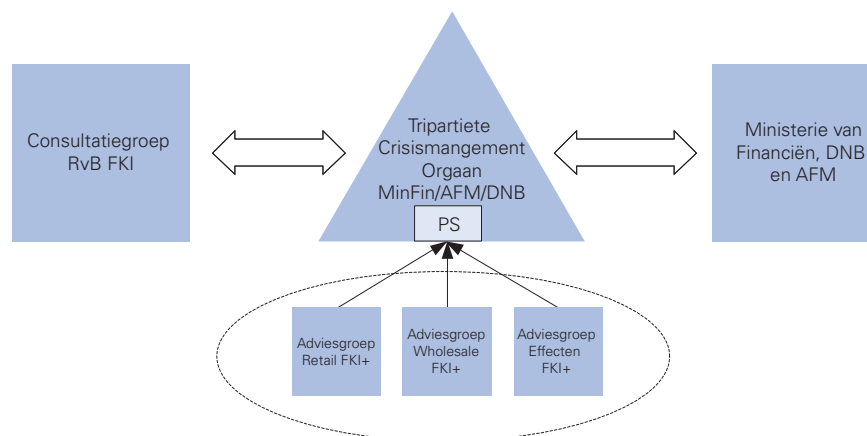 Consultatiegroep
RvB FKI
Tripartiete
Crisismangement
Orgaan
MinFin/AFM/DNB
PS
Ministerie van
Financiën, DNB
en AFM
Adviesgroep
Retail FKI+
Adviesgroep
Wholesale
FKI+
Adviesgroep
Effecten
FKI+